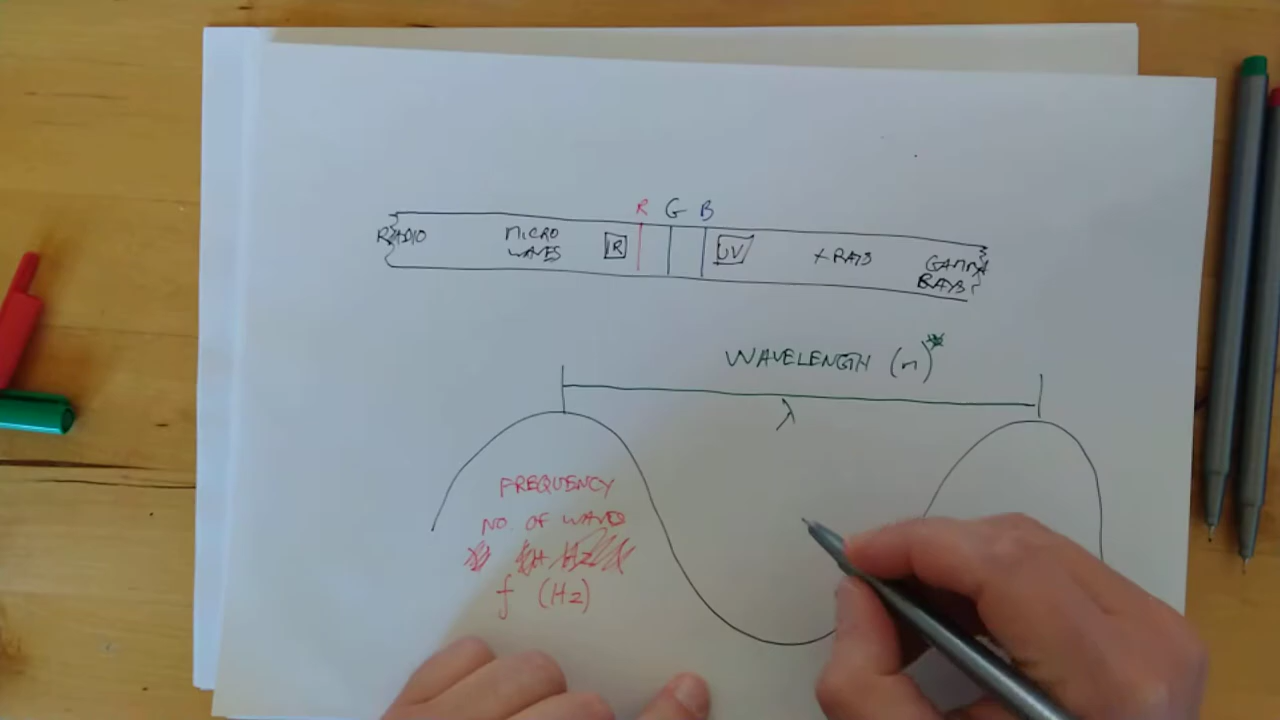 R G B
RADIO
MICRO
WAVES
IR
UV
X RAYS
GAMMA
RAYS
WAVELENGTH (m)*
λ
FREQUENCY
NO. OF WAVES
f (Hz)